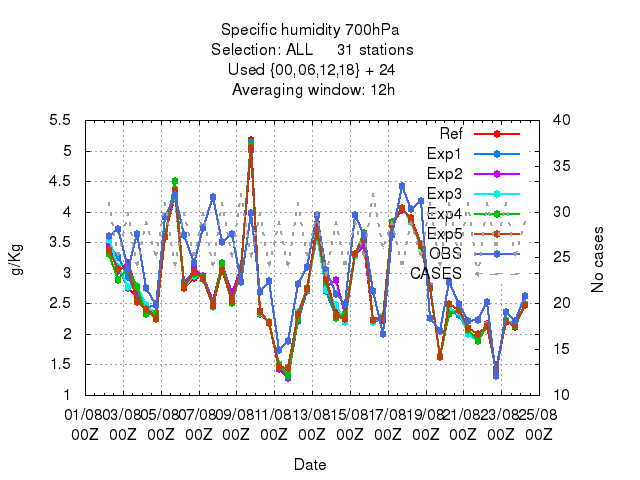 Specific humidity 700hPa
Selection: ALL 31 stations
Used {00,06,12,18} + 24
Averaging window: 12h
5.5
5
4.5
4
3.5
3
2.5
2
1.5
1
g/Kg
40
35
30
25
20
15
10
No cases
Ref
Exp1
Exp2
Exp3
Exp4
Exp5
OBS
CASES
01/08 03/08 05/08 07/08 09/08 11/08 13/08 15/08 17/08 19/08 21/08 23/08 25/08
00Z 00Z 00Z 00Z 00Z 00Z 00Z 00Z 00Z 00Z 00Z 00Z 00Z
Date